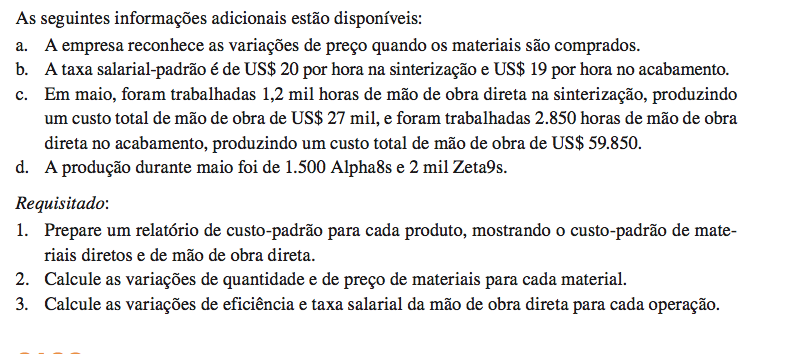 As seguintes informações adicionais estão disponíveis:
a. A empresa reconhece as variações de preço quando os materiais são comprados.
b. A taxa salarial-padrão é de US$ 20 por hora na sinterização e US$ 19 por hora no acabamento.
c. Em maio, foram trabalhadas 1,2 mil horas de mão de obra direta na sinterização, produzindo
um custo total de mão de obra de US$ 27 mil, e foram trabalhadas 2.850 horas de mão de obra
direta no acabamento, produzindo um custo total de mão de obra de US$ 59.850.
d. A produção durante maio foi de 1.500 Alpha8s e 2 mil Zeta9s.
Requisitado:
1. Prepare um relatório de custo-padrão para cada produto, mostrando o custo-padrão de mate-
riais diretos e de mão de obra direta.
2. Calcule as variações de quantidade e de preço de materiais para cada material.
3. Calcule as variações de eficiência e taxa salarial da mão de obra direta para cada operação.